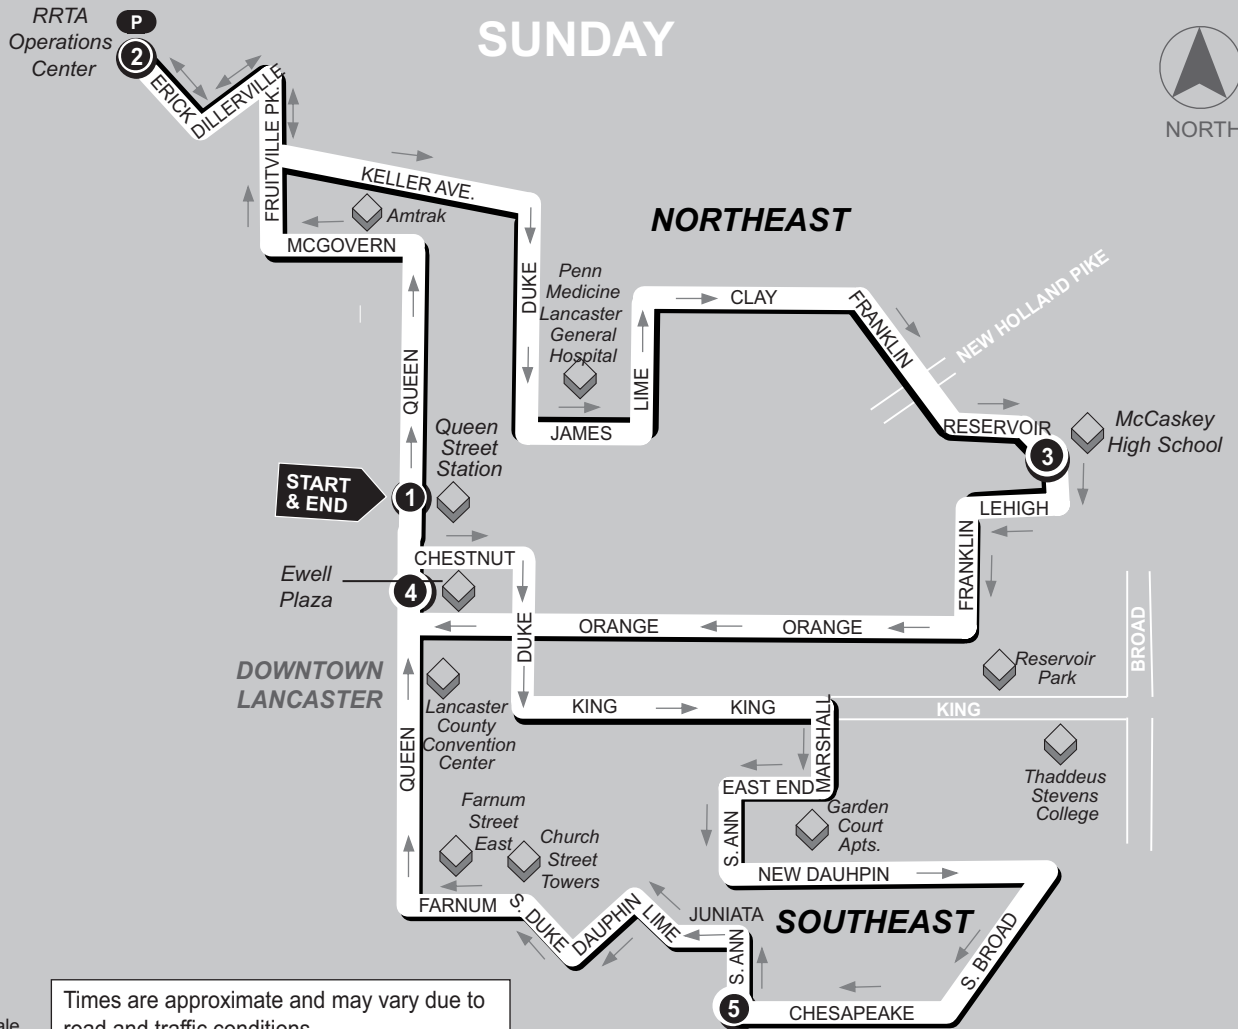 SUNDAY
RRTA
Operations
Center
P
2
ERICK
DILLERVILLE
FRUITVILLE PK.
NORTH
KELLER AVE.
Amtrak
MCGOVERN
NORTHEAST
DUKE
Penn
Medicine
Lancaster
General
Hospital
LIME
CLAY
FRANKLIN
NEW HOLLAND PIKE
QUEEN
JAMES
RESERVOIR
3
McCaskey
High School
Queen
Street
Station
START
& END
1
LEHIGH
FRANKLIN
CHESTNUT
Ewell
Plaza
4
DUKE
ORANGE
ORANGE
BROAD
DOWNTOWN
LANCASTER
Lancaster
County
Convention
Center
Reservoir
Park
KING
KING
MARSHALL
KING
QUEEN
EAST END
Thaddeus
Stevens
College
Farnum
Street
East
Church
Street
Towers
S. ANN
Garden
Court
Apts.
NEW DAUHPIN
FARNUM
S. DUKE
DAUPHIN
LIME
JUNIATA
SOUTHEAST
S. ANN
S. BROAD
5
CHESAPEAKE
Times are approximate and may vary due to
road and traffic conditions